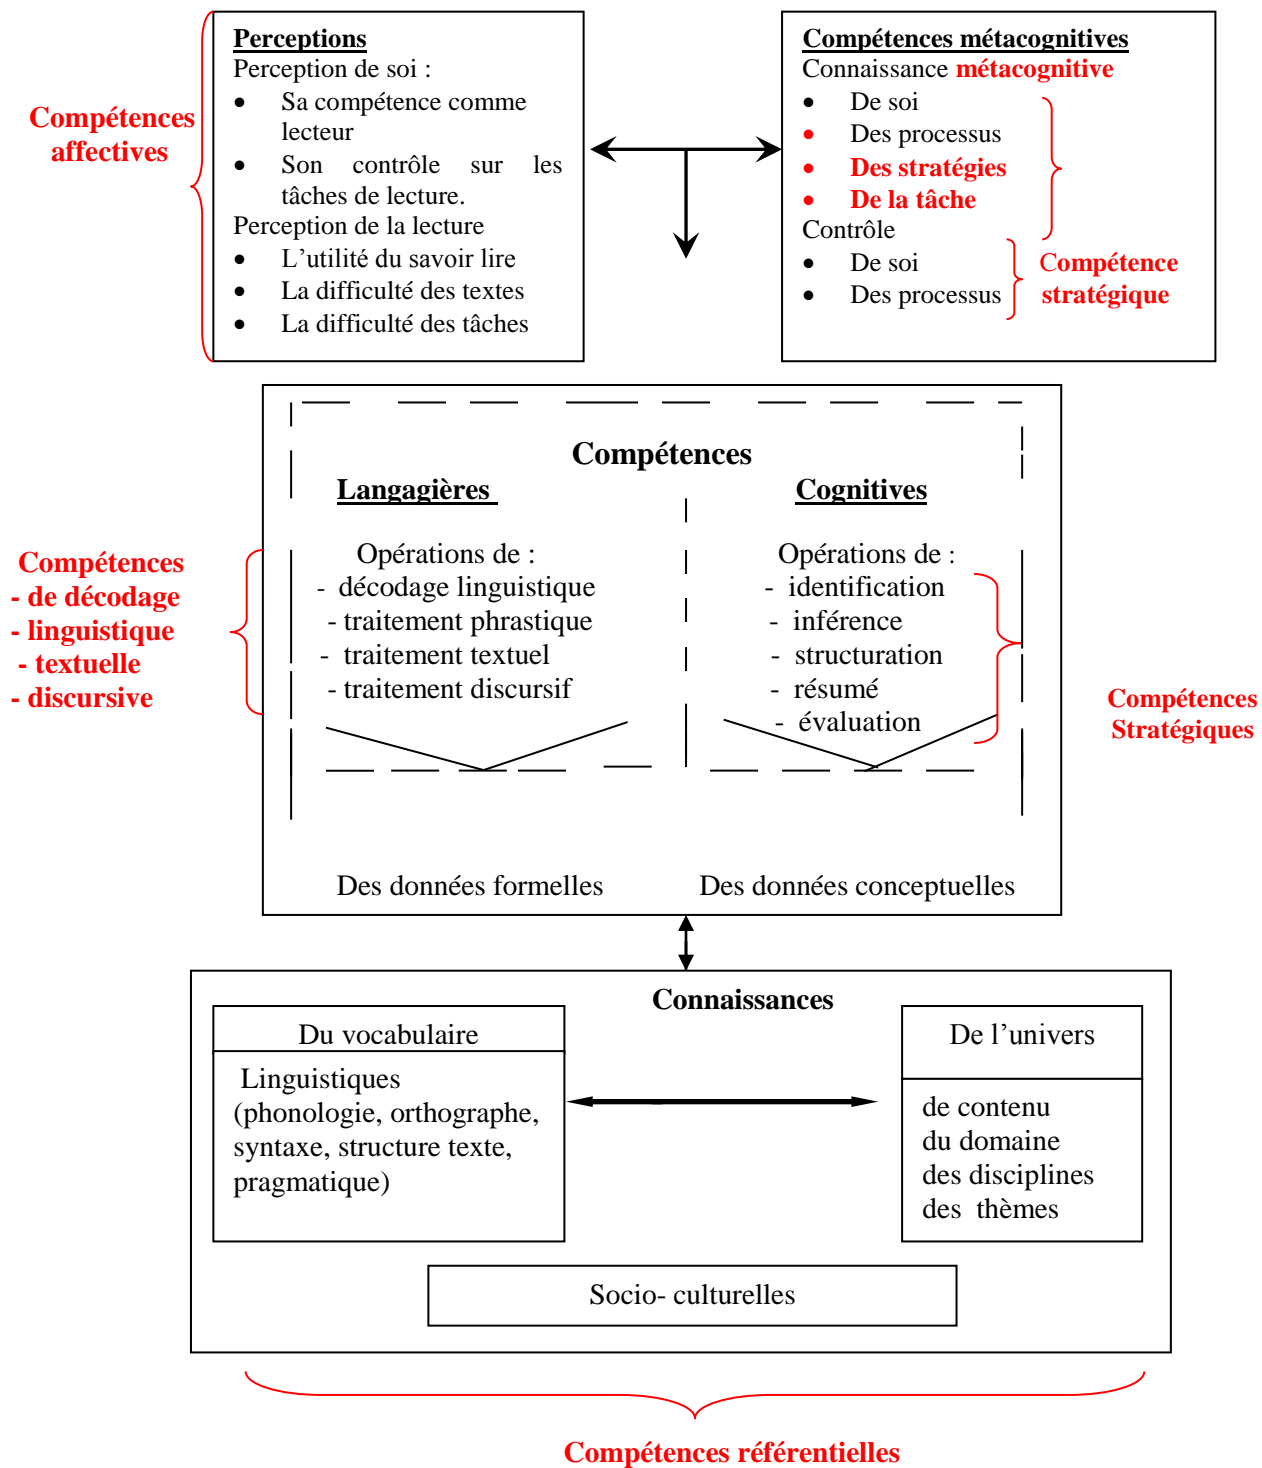 Perceptions
Perception de soi :
• Sa compétence comme
lecteur
• Son contrôle sur les
tâches de lecture.
Perception de la lecture
• L’utilité du savoir lire
• La difficulté des textes
• La difficulté des tâches
Compétences
affectives
Compétences métacognitives
Connaissance métacognitive
• De soi
• Des processus
• Des stratégies
• De la tâche
Contrôle
• De soi
• Des processus
Compétence
stratégique
Compétences
Langagières
Opérations de :
- décodage linguistique
- traitement phrastique
- traitement textuel
- traitement discursif
Cognitives
Opérations de :
- identification
- inférence
- structuration
- résumé
- évaluation
Compétences
- de décodage
- linguistique
- textuelle
- discursive
Compétences
Stratégiques
Des données formelles
Des données conceptuelles
Connaissances
Du vocabulaire
Linguistiques
(phonologie, orthographe,
syntaxe, structure texte,
pragmatique)
De l’univers
de contenu
du domaine
des disciplines
des thèmes
Socio- culturelles
Compétences référentielles